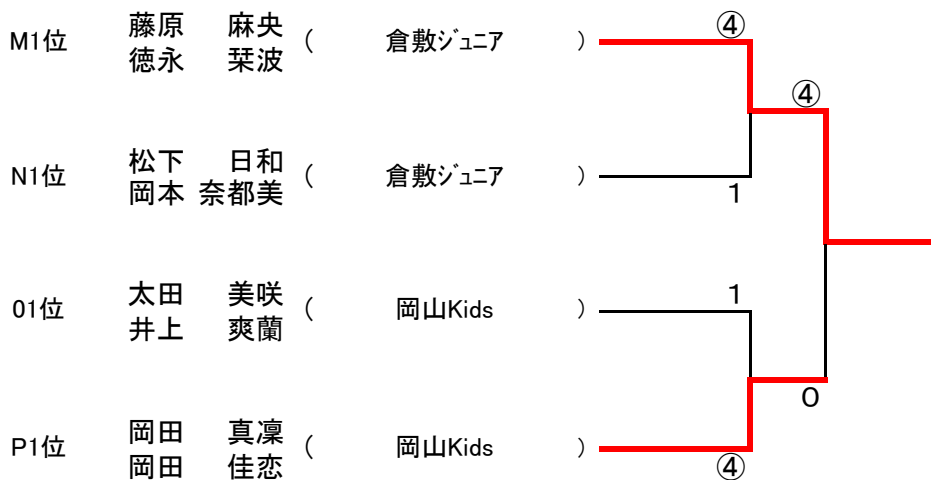 ④
藤原 麻央
M1位 ( 倉敷ｼﾞｭﾆｱ )
徳永 栞波
④
松下 日和
N1位 ( 倉敷ｼﾞｭﾆｱ )
岡本 奈都美
1
1
太田 美咲
O1位 ( 岡山Kids )
井上 爽蘭
0
岡田 真凜
P1位 ( 岡山Kids )
岡田 佳恋
④